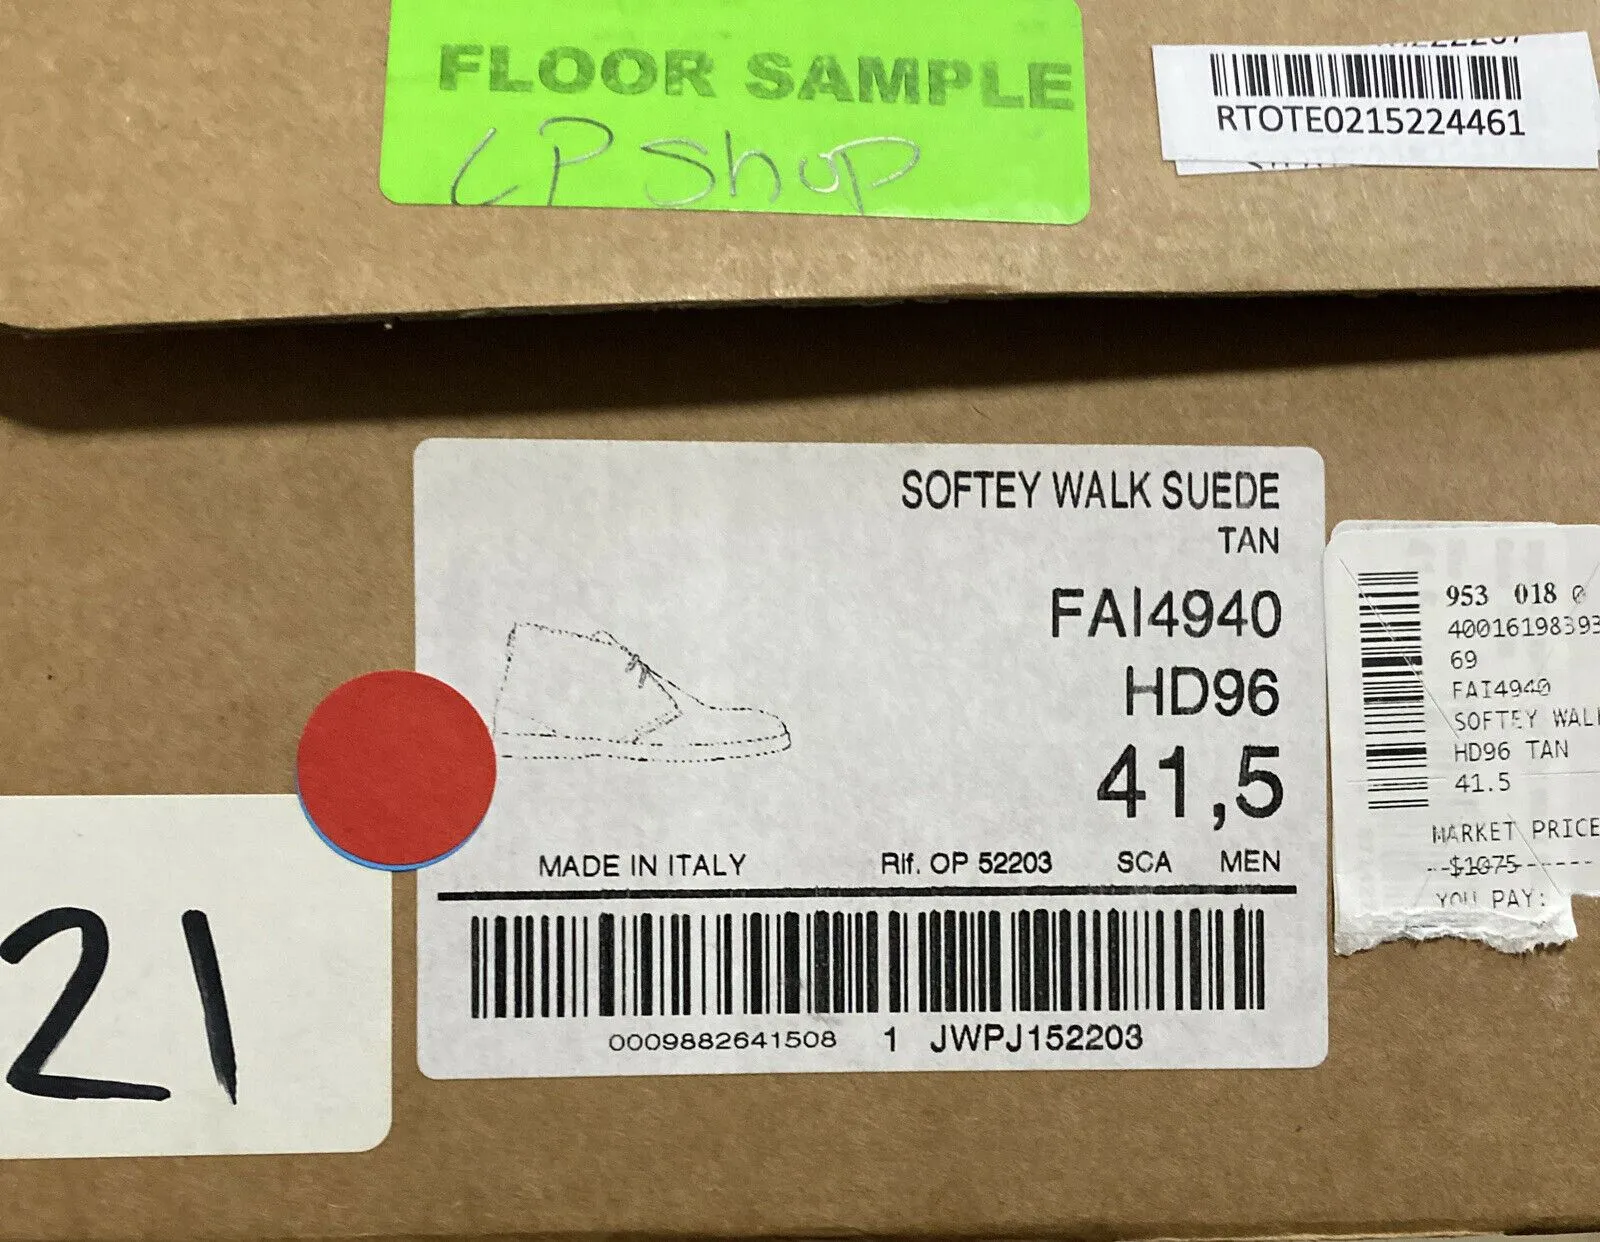 FLOOR SAMPLE
LP Shop
RTOTE0215224461
SOFTEY WALK SUEDE
TAN
FAI4940
HD96
41,5
MADE IN ITALY Rif. OP 52203 SCA MEN
0009882641508 1 JWPJ152203
953 018
69
FAI4940
SOFTEY
HD96 TAN
41.5
MARKET PRICE
$1075
YOU PAY:
21